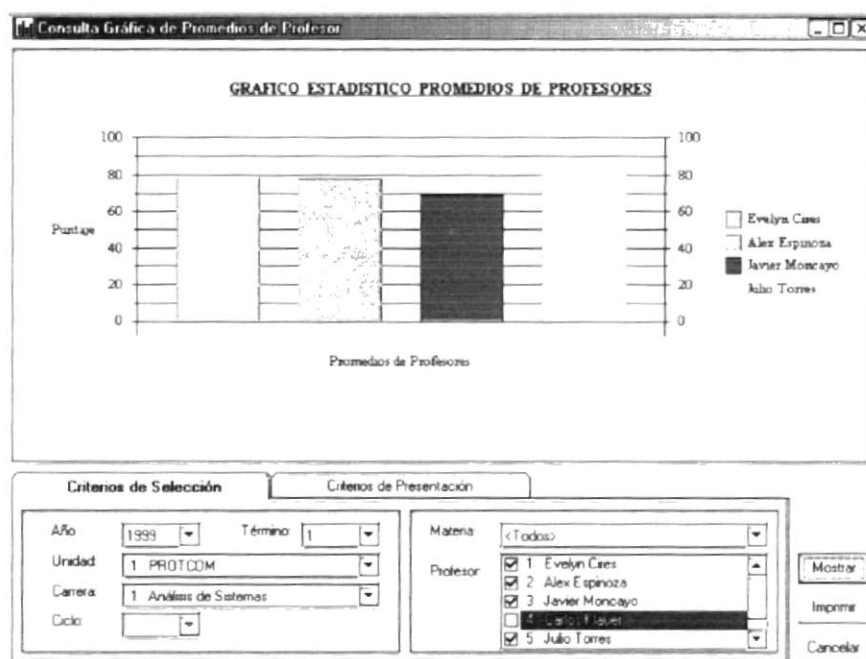 Consulta Gráfica de Promedios de Profesor
GRAFICO ESTADISTICO PROMEDIOS DE PROFESORES
100 100
80 80
60 60
40 40
20 20
0 0
Puntaje
Evelyn Cires
Alex Espinoza
Javier Moncayo
Julio Torres
Promedios de Profesores
Criterios de Selección Criterios de Presentación
Año 1999 Término: 1
Unidad 1 PROTCOM
Carrera 1 Análisis de Sistemas
Ciclo
Materia <Todos>
Profesor
1 Evelyn Cires
2 Alex Espinoza
3 Javier Moncayo
4 Carlos
5 Julio Torres
Mostrar
Imprimir
Cancelar